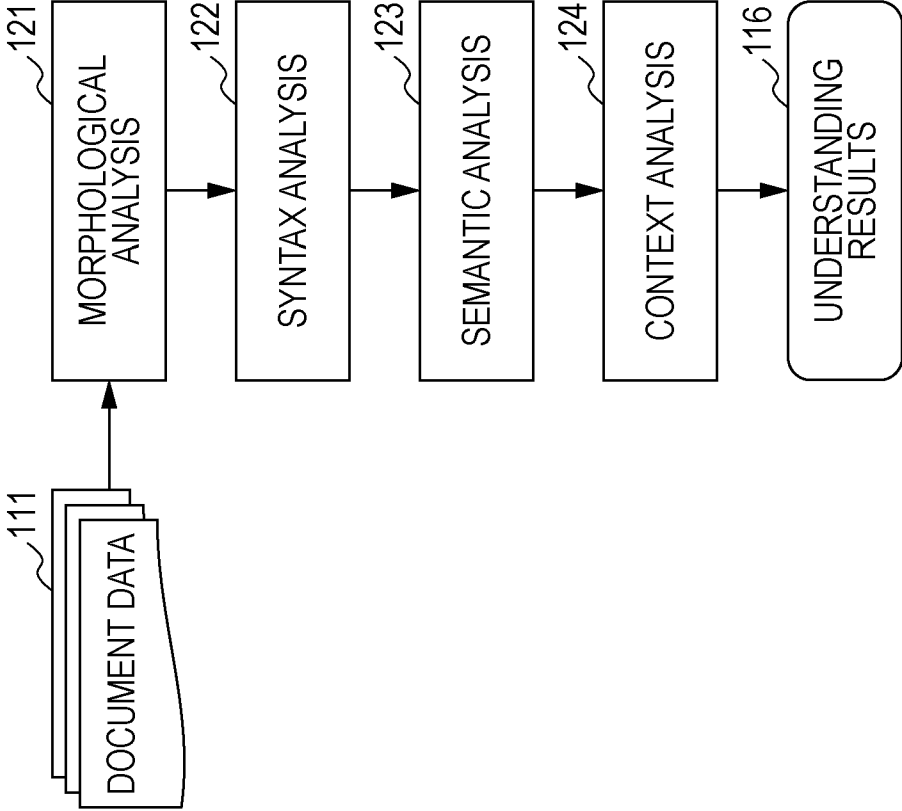 111
DOCUMENT DATA
121
MORPHOLOGICAL
ANALYSIS
122
SYNTAX ANALYSIS
123
SEMANTIC ANALYSIS
124
CONTEXT ANALYSIS
116
UNDERSTANDING
RESULTS